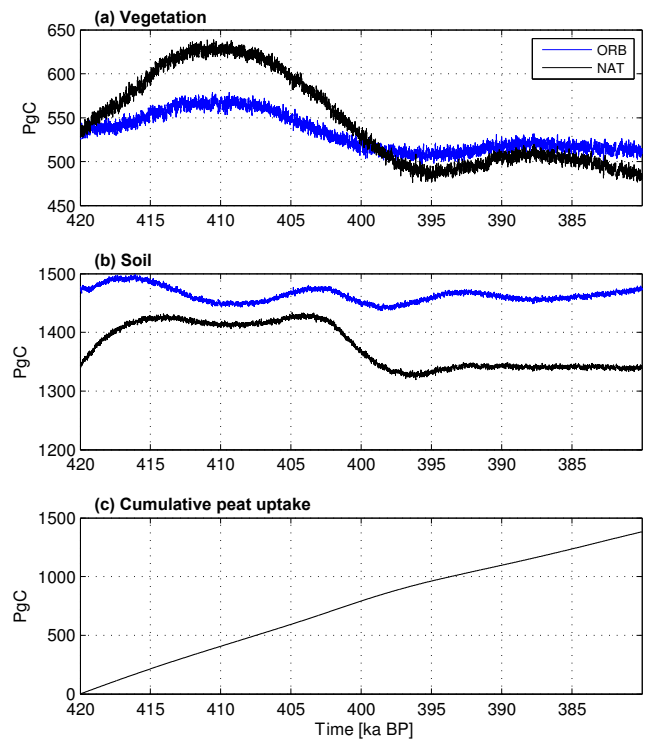 (a) Vegetation
650
600
550
500
450
PgC
ORB
NAT
420 415 410 405 400 395 390 385
(b) Soil
1500
1400
1300
1200
PgC
420 415 410 405 400 395 390 385
(c) Cumulative peat uptake
1500
1000
500
0
PgC
420 415 410 405 400 395 390 385
Time [ka BP]